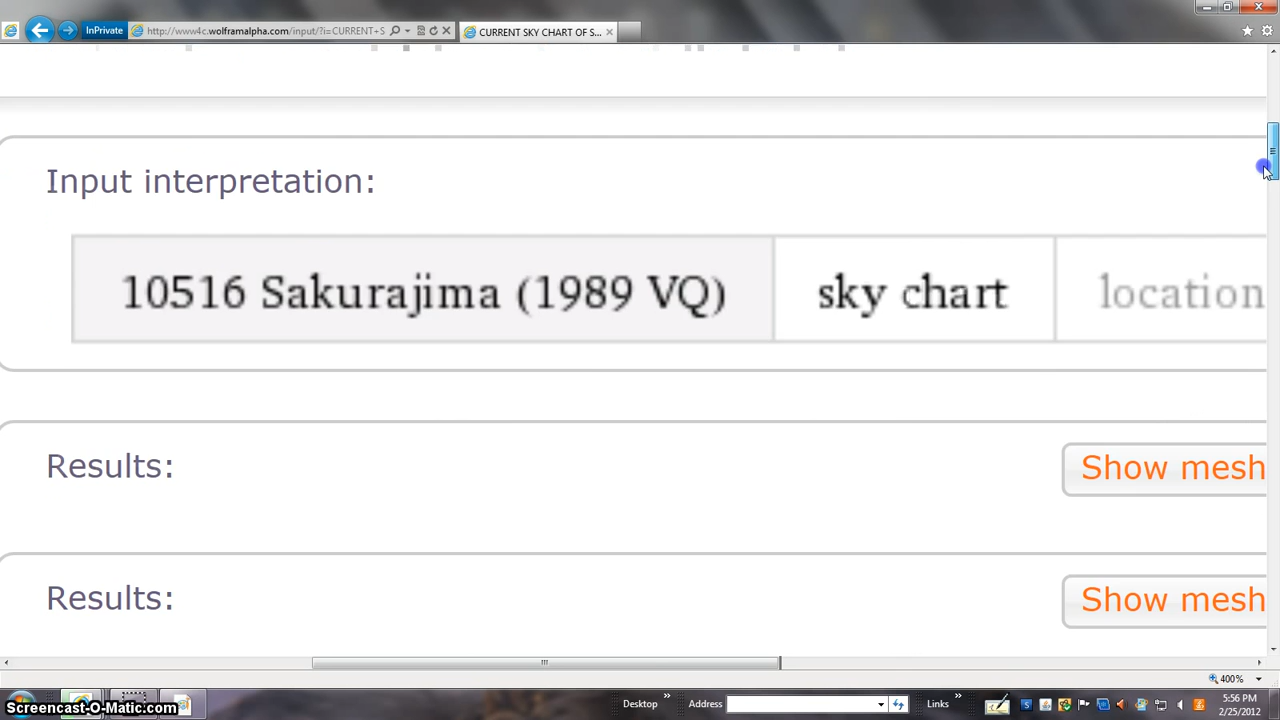 InPrivate
http://www4c.wolframalpha.com/input/?i=CURRENT+S
CURRENT SKY CHART OF S...
Input interpretation:
10516 Sakurajima (1989 VQ)
sky chart
location
Results:
Show mesh
Results:
Show mesh
400%
Desktop
Address
Links
5:56 PM
2/25/2012
Screencast-O-Matic.com